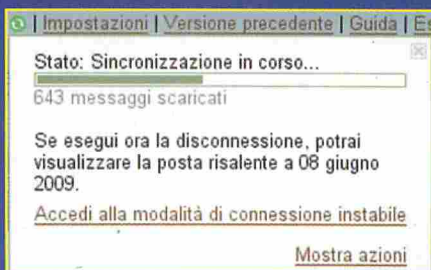 | Impostazioni | Versione precedente | Guida |
Stato: Sincronizzazione in corso...
643 messaggi scaricati
Se esegui ora la disconnessione, potrai
visualizzare la posta risalente a 08 giugno
2009.
Accedi alla modalità di connessione instabile
Mostra azioni